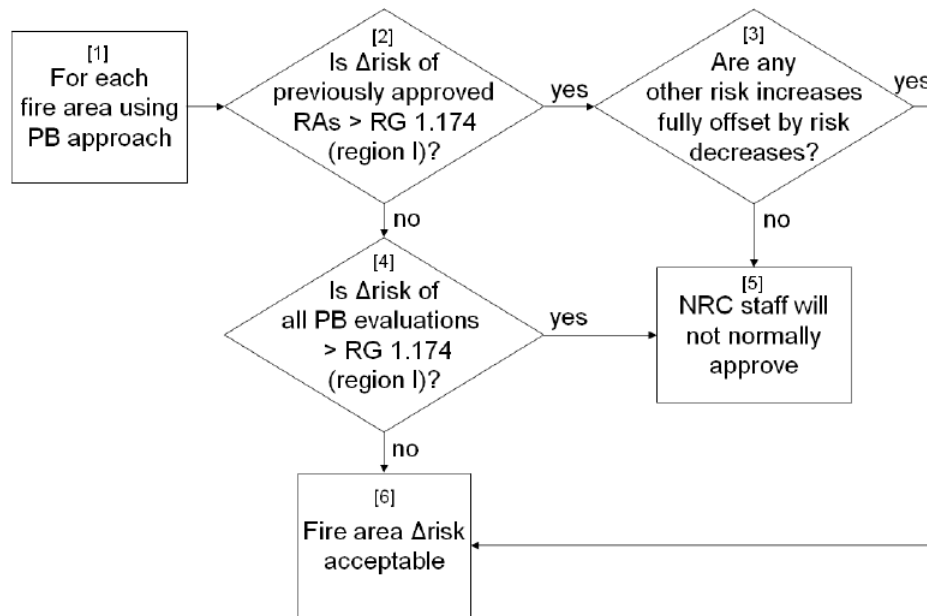 [1]
For each
fire area using
PB approach
[2]
Is Δrisk of
previously approved
RAs > RG 1.174
(region I)?
yes
[3]
Are any
other risk increases
fully offset by risk
decreases?
yes
no
no
[4]
Is Δrisk of
all PB evaluations
> RG 1.174
(region I)?
yes
[5]
NRC staff will
not normally
approve
no
[6]
Fire area Δrisk
acceptable